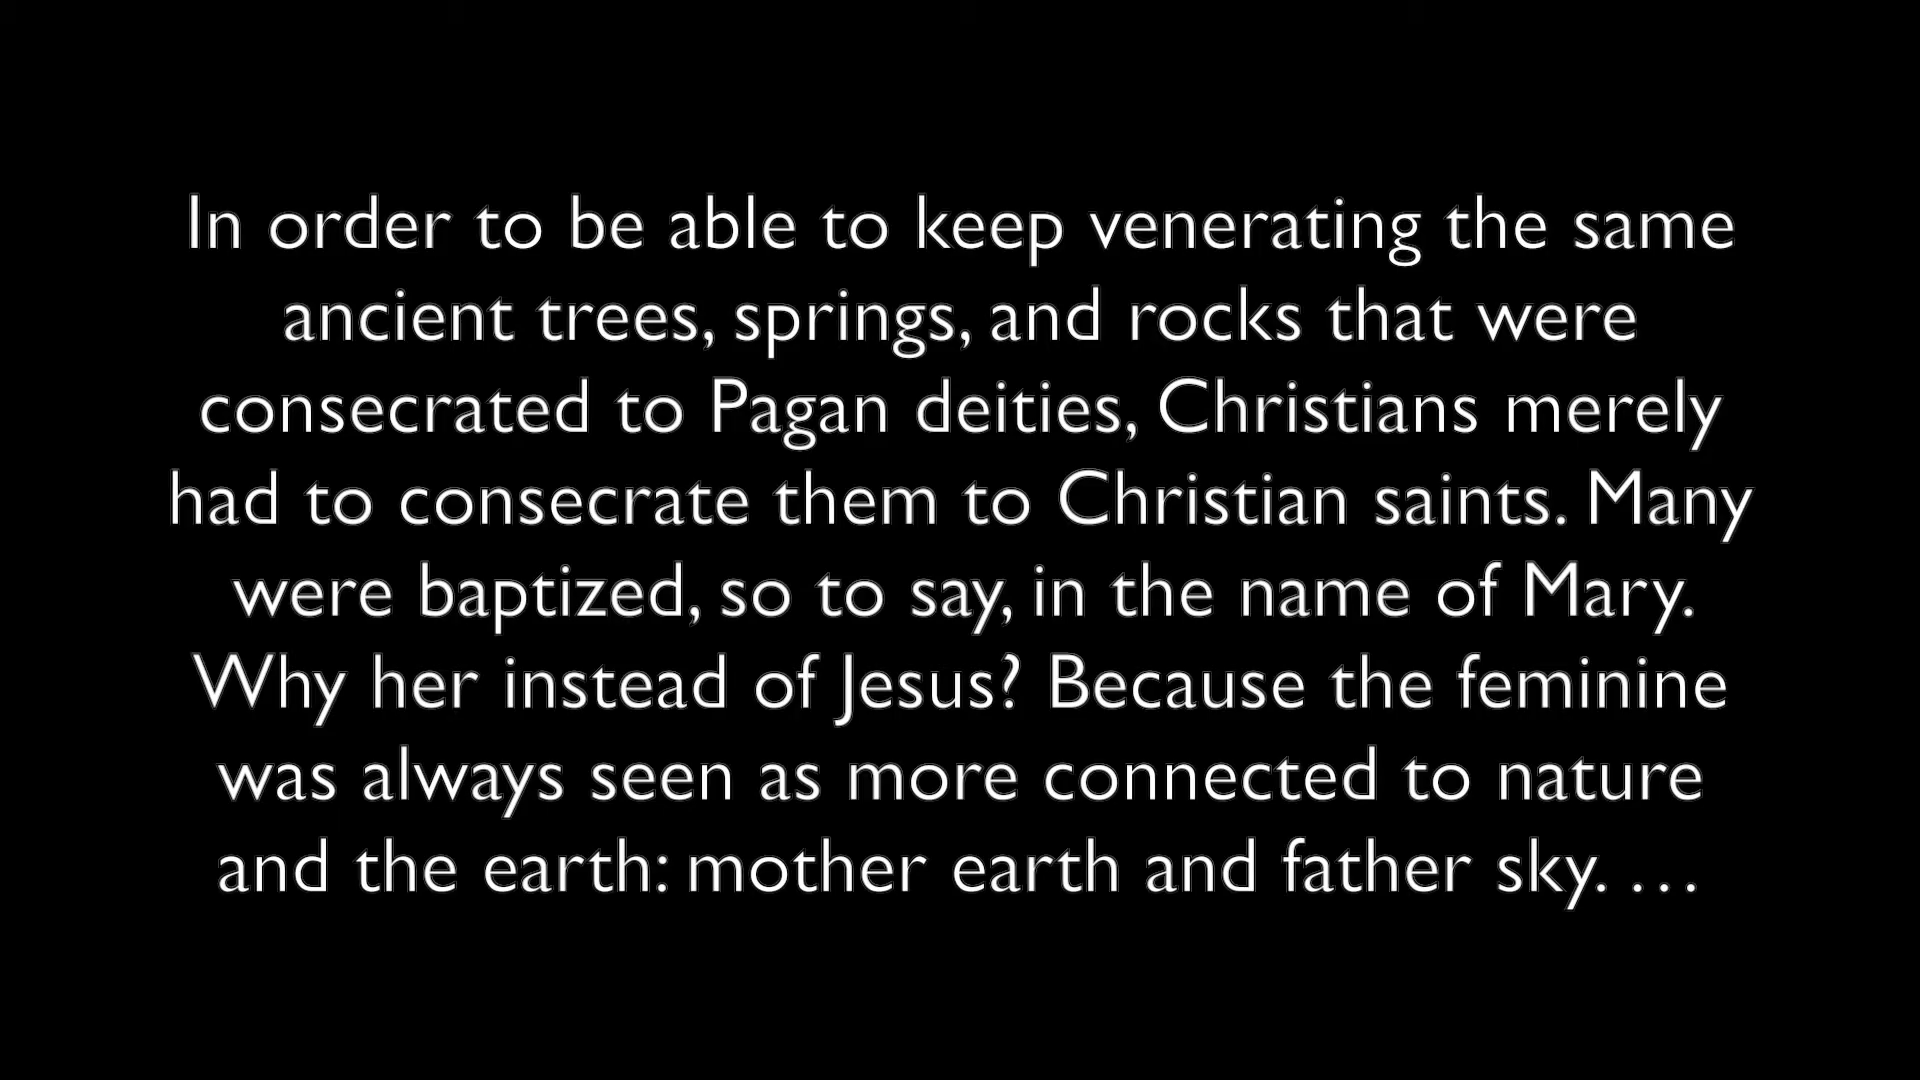 In order to be able to keep venerating the same
ancient trees, springs, and rocks that were
consecrated to Pagan deities, Christians merely
had to consecrate them to Christian saints. Many
were baptized, so to say, in the name of Mary.
Why her instead of Jesus? Because the feminine
was always seen as more connected to nature
and the earth: mother earth and father sky. …